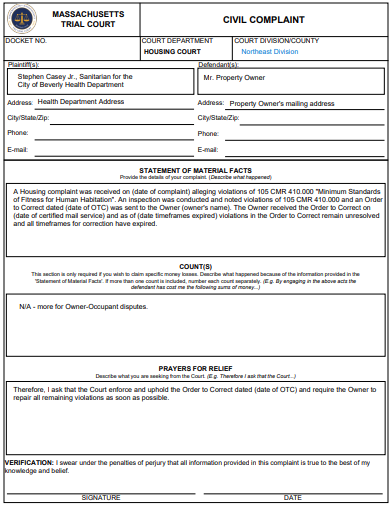 MASSACHUSETTS
TRIAL COURT
CIVIL COMPLAINT
DOCKET NO.
COURT DEPARTMENT
HOUSING COURT
COURT DIVISION/COUNTY
Northeast Division
Plaintiff(s):
Defendant(s):
Stephen Casey Jr., Sanitarian for the
City of Beverly Health Department
Mr. Property Owner
Address: Health Department Address
Address: Property Owner's mailing address
City/State/Zip:
City/State/Zip:
Phone:
Phone:
E-mail:
E-mail:
STATEMENT OF MATERIAL FACTS
Provide the details of your complaint. (Describe what happened)
A Housing complaint was received on (date of complaint) alleging violations of 105 CMR 410.000 "Minimum Standards
of Fitness for Human Habitation". An inspection was conducted and noted violations of 105 CMR 410.000 and an Order
to Correct dated (date of OTC) was sent to the Owner (owner's name). The Owner received the Order to Correct on
(date of certified mail service) and as of (date timeframes expired) violations in the Order to Correct remain unresolved
and all timeframes for correction have expired.
COUNT(S)
This section is only required if you wish to claim specific money losses. Describe what happened because of the information provided in the
'Statement of Material Facts'. If more than one count is included, number each count separately. (E.g. By engaging in the above acts the
defendant has cost me the following sums of money...)
N/A - more for Owner-Occupant disputes.
PRAYERS FOR RELIEF
Describe what you are seeking from the Court. (E.g. Therefore I ask that the Court...)
Therefore, I ask that the Court enforce and uphold the Order to Correct dated (date of OTC) and require the Owner to
repair all remaining violations as soon as possible.
VERIFICATION: I swear under the penalties of perjury that all information provided in this complaint is true to the best of my
knowledge and belief.
SIGNATURE
DATE